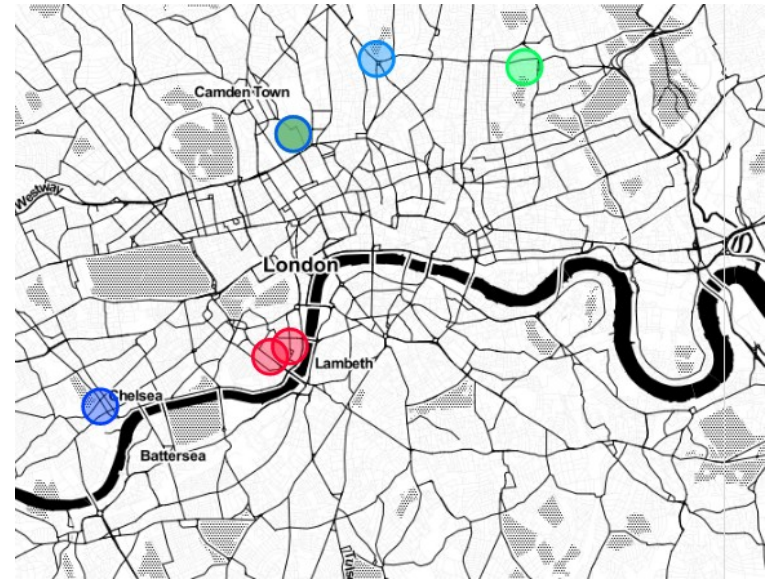 Camden Town
Westway
London
Lambeth
Chelsea
Battersea